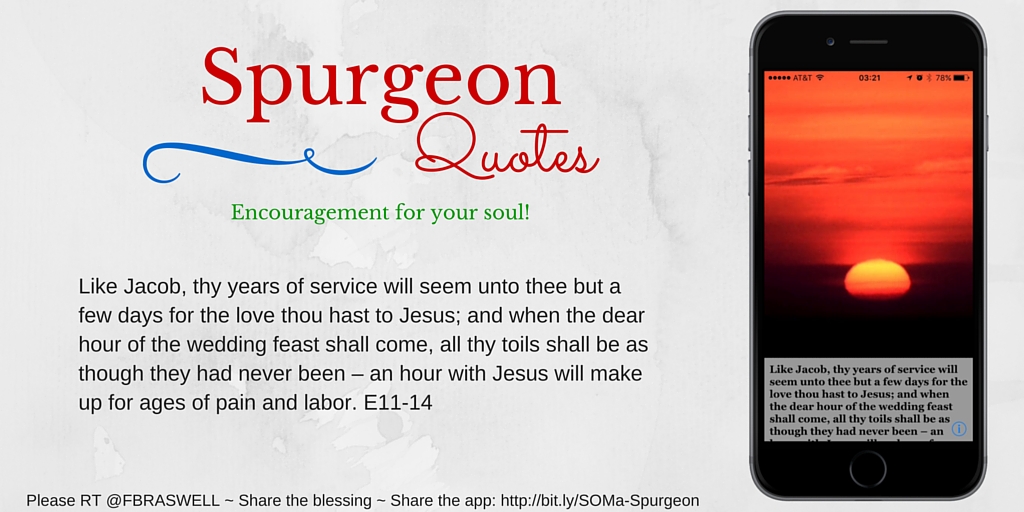 Spurgeon
Quotes
Encouragement for your soul!
Like Jacob, thy years of service will seem unto thee but a
few days for the love thou hast to Jesus; and when the dear
hour of the wedding feast shall come, all thy toils shall be as
though they had never been – an hour with Jesus will make
up for ages of pain and labor. E11-14
Please RT @FBRASWELL ~ Share the blessing ~ Share the app: http://bit.ly/SOMa-Spurgeon
AT&T 03:21 78%
Like Jacob, thy years of service will
seem unto thee but a few days for the
love thou hast to Jesus; and when
the dear hour of the wedding feast
shall come, all thy toils shall be as
though they had never been – an